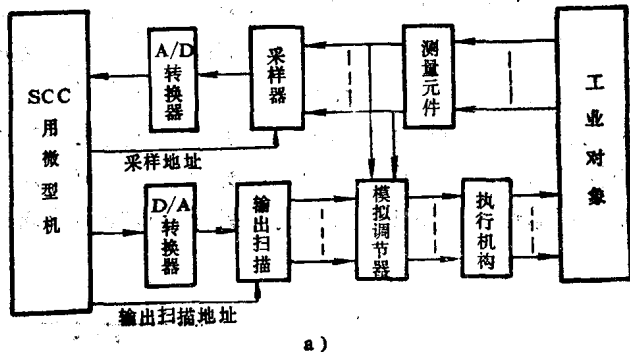 SCC
用
微
型
机
A/D
转换器
采样器
测量元件
工业对象
采样地址
D/A
转换器
输出扫描
模拟调节器
执行机构
输出扫描地址
a)